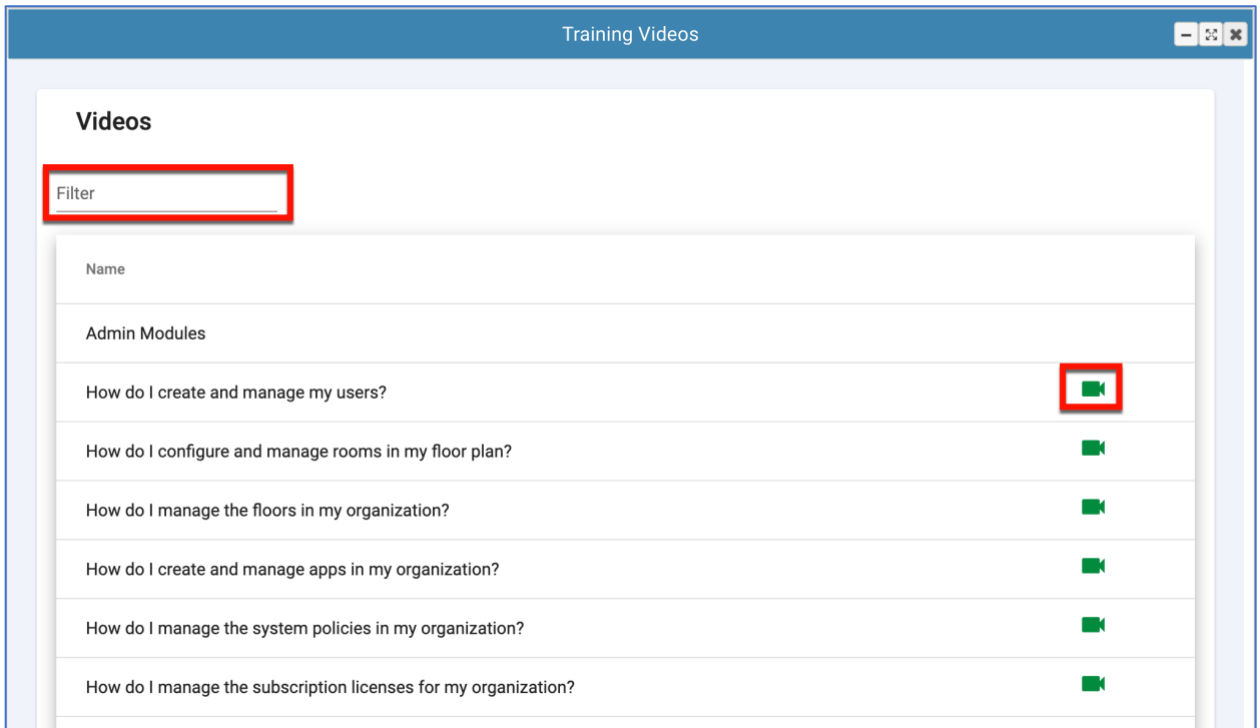 Training Videos
Videos
Filter
Name
Admin Modules
How do I create and manage my users?
How do I configure and manage rooms in my floor plan?
How do I manage the floors in my organization?
How do I create and manage apps in my organization?
How do I manage the system policies in my organization?
How do I manage the subscription licenses for my organization?